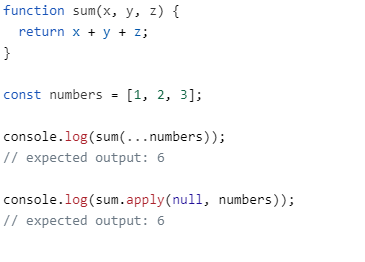 function sum(x, y, z) {
  return x + y + z;
}

const numbers = [1, 2, 3];

console.log(sum(...numbers));
// expected output: 6

console.log(sum.apply(null, numbers));
// expected output: 6